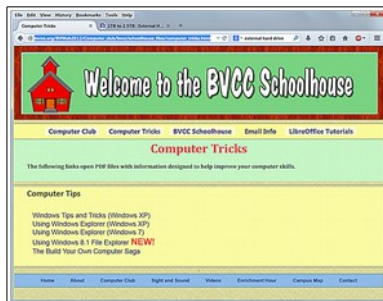 File Edit View History Bookmarks Tools Help
Computer Tricks
Welcome to the BVCC Schoolhouse
Computer Club Computer Tricks BVCC Schoolhouse Email Info LibreOffice Tutorials
Computer Tricks
The following links open PDF files with information designed to help improve your computer skills.
Computer Tips
Windows Tips and Tricks (Windows XP)
Using Windows Explorer (Windows XP)
Using Windows Explorer (Windows 7)
Using Windows 8.1 File Explorer NEW!
The Build Your Own Computer Saga
Home About Computer Club Sight and Sound Videos Enrichment Hour Campus Map Contact